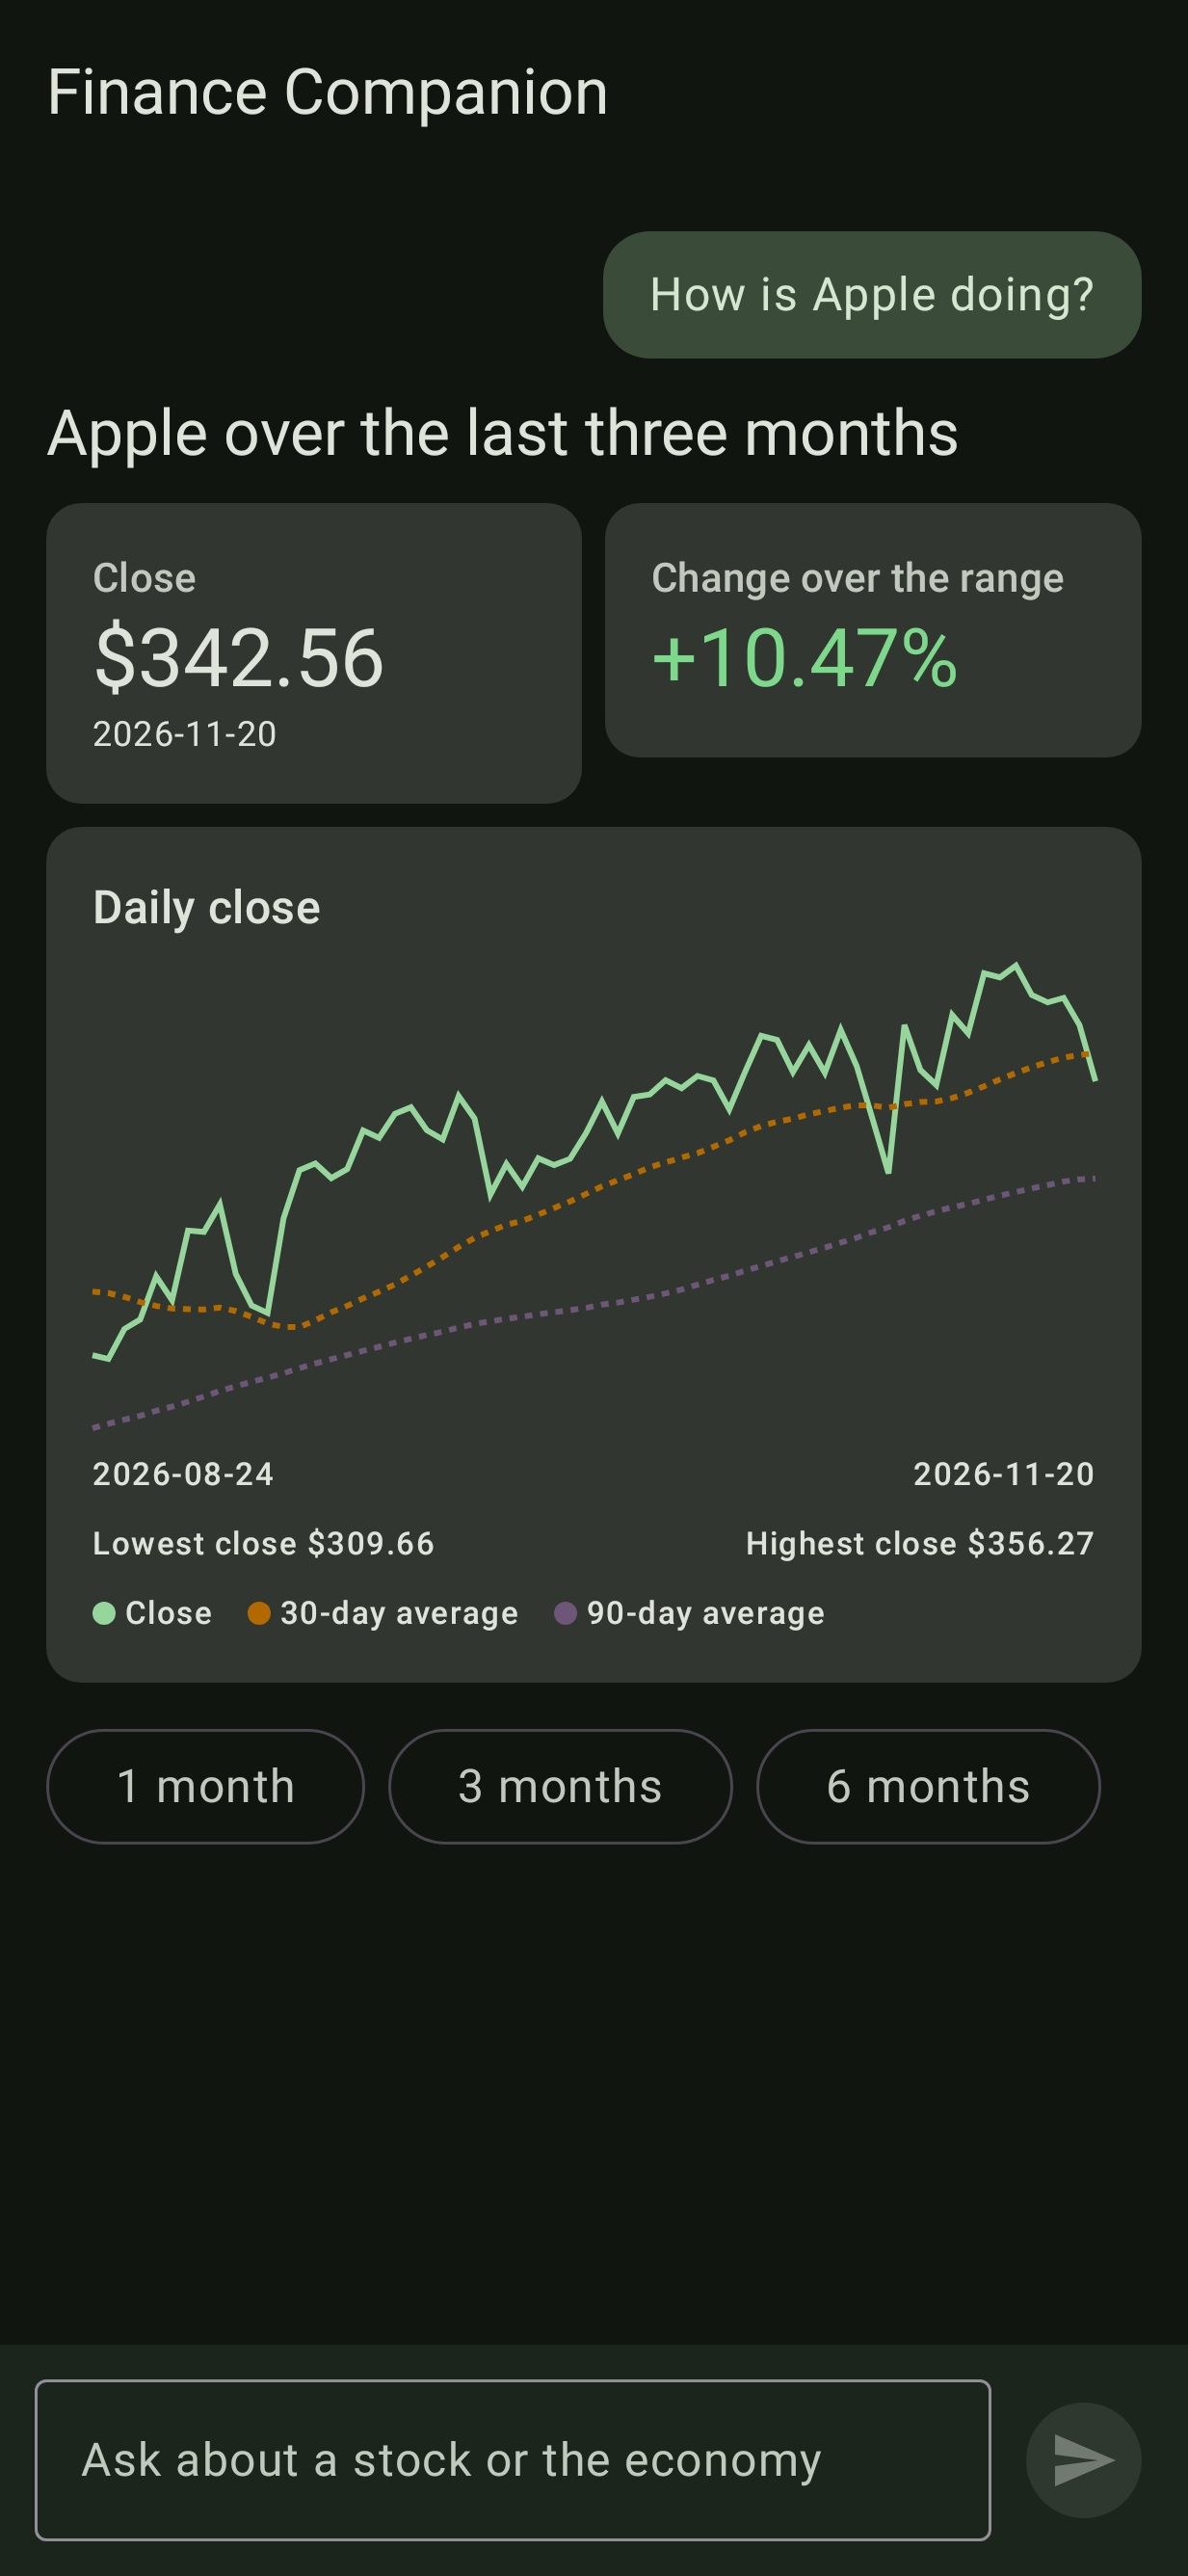 Finance Companion
How is Apple doing?
Apple over the last three months
Close
$342.56
2026-11-20
Change over the range
+10.47%
Daily close
2026-08-24 2026-11-20
Lowest close $309.66 Highest close $356.27
Close 30-day average 90-day average
1 month 3 months 6 months
Ask about a stock or the economy